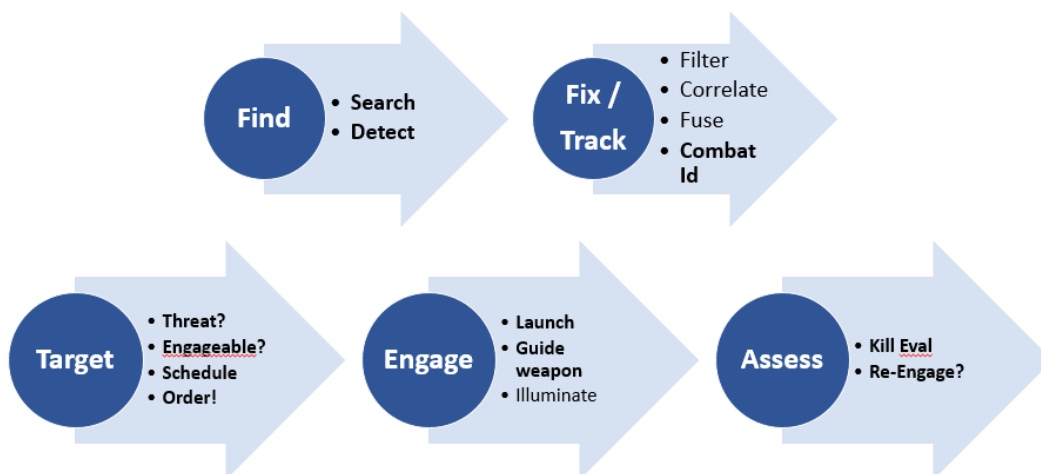 Find
• Search
• Detect
Fix /
Track
• Filter
• Correlate
• Fuse
• Combat
Id
Target
• Threat?
• Engageable?
• Schedule
• Order!
Engage
• Launch
• Guide
weapon
• Illuminate
Assess
• Kill Eval
• Re-Engage?